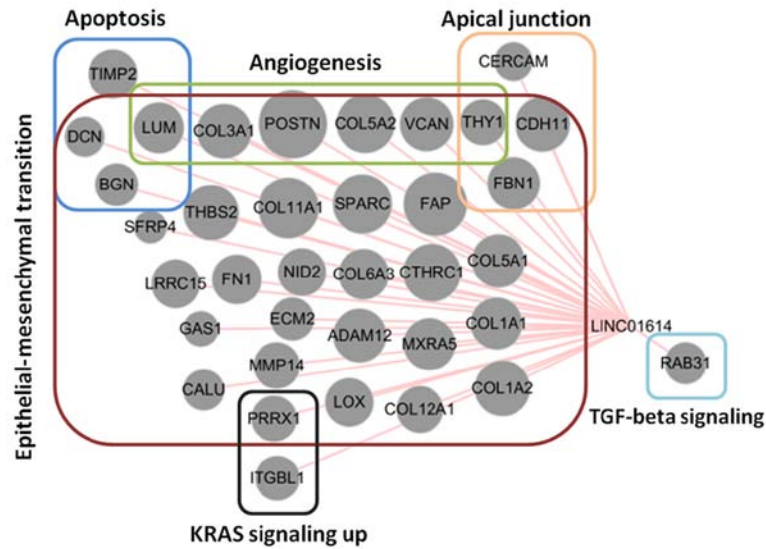 Apoptosis
Apical junction
Angiogenesis
TIMP2
CERCAM
DCN
LUM
COL3A1
POSTN
COL5A2
VCAN
THY1
CDH11
BGN
FBN1
SFRP4
THBS2
COL11A1
SPARC
FAP
LRRC15
FN1
NID2
COL6A3
CTHRC1
COL5A1
GAS1
ECM2
ADAM12
MXRA5
COL1A1
LINC01614
MMP14
RAB31
CALU
LOX
COL12A1
COL1A2
PRRX1
TGF-beta signaling
ITGBL1
KRAS signaling up
Epithelial-mesenchymal transition